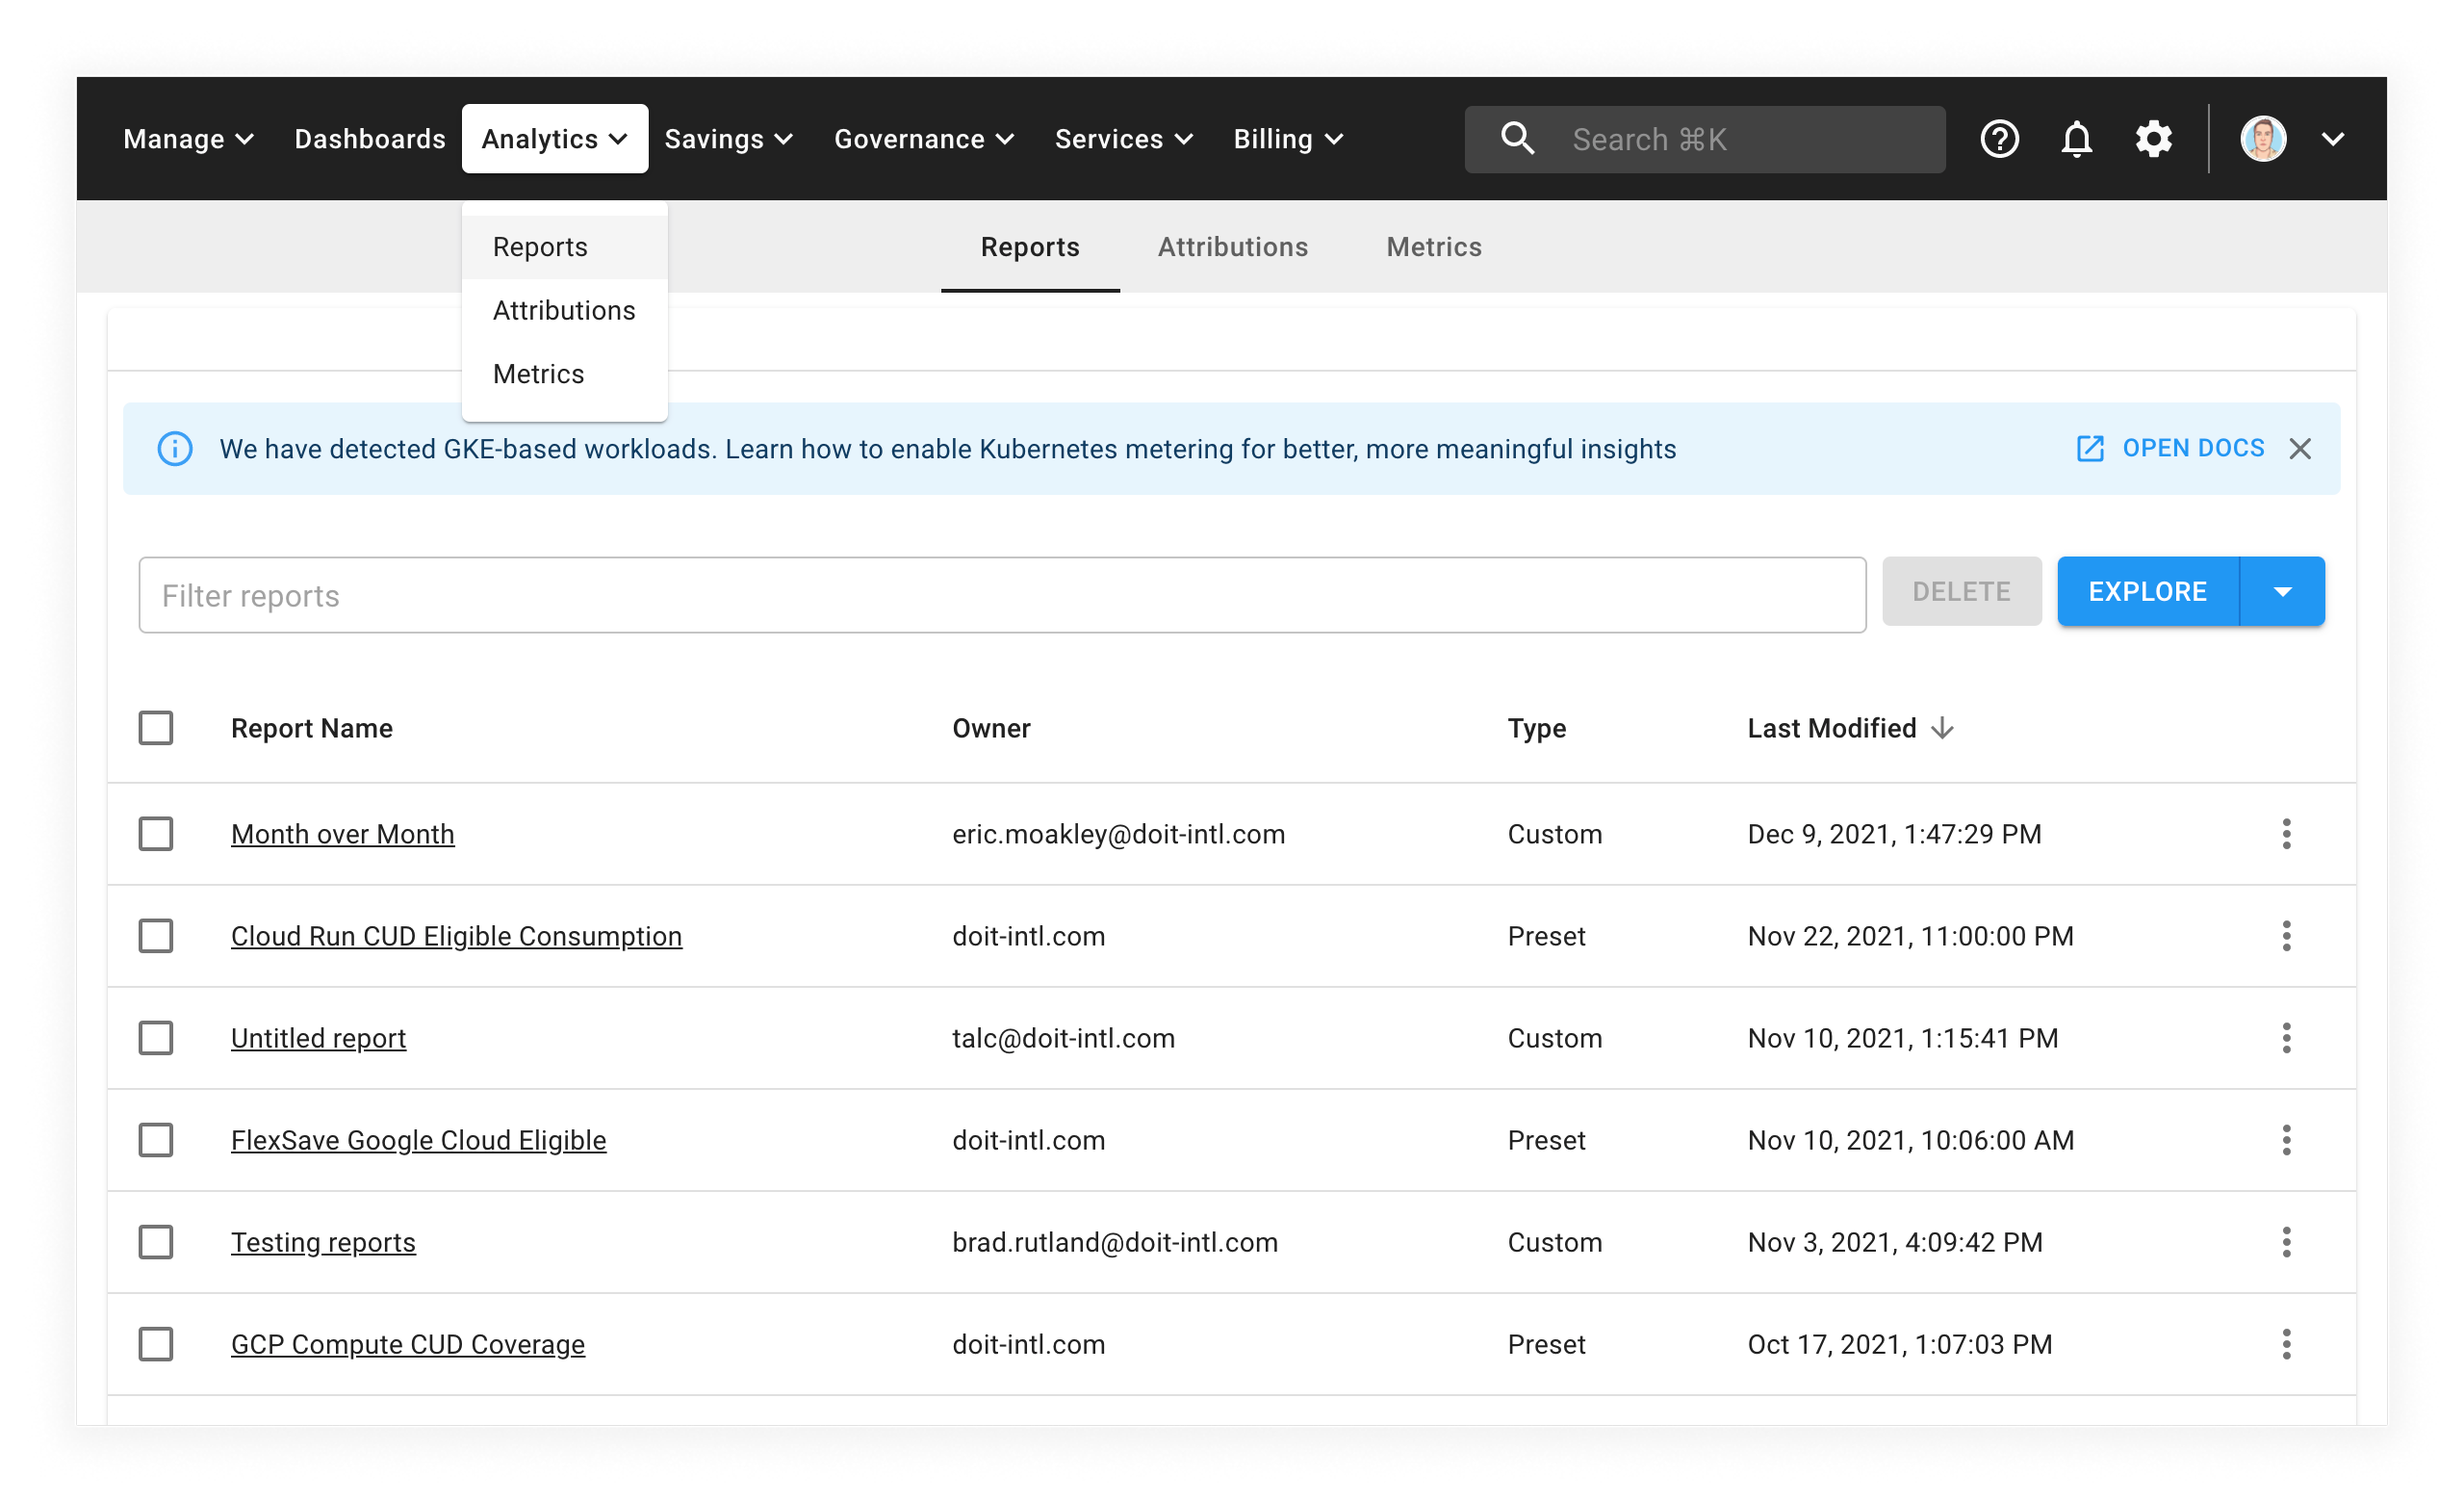 Manage Dashboards Analytics Savings Governance Services Billing Search ⌘K
Reports Attributions Metrics
Reports
Attributions
Metrics
We have detected GKE-based workloads. Learn how to enable Kubernetes metering for better, more meaningful insights OPEN DOCS
Filter reports DELETE EXPLORE
Report Name Owner Type Last Modified
Month over Month eric.moakley@doit-intl.com Custom Dec 9, 2021, 1:47:29 PM
Cloud Run CUD Eligible Consumption doit-intl.com Preset Nov 22, 2021, 11:00:00 PM
Untitled report talc@doit-intl.com Custom Nov 10, 2021, 1:15:41 PM
FlexSave Google Cloud Eligible doit-intl.com Preset Nov 10, 2021, 10:06:00 AM
Testing reports brad.rutland@doit-intl.com Custom Nov 3, 2021, 4:09:42 PM
GCP Compute CUD Coverage doit-intl.com Preset Oct 17, 2021, 1:07:03 PM